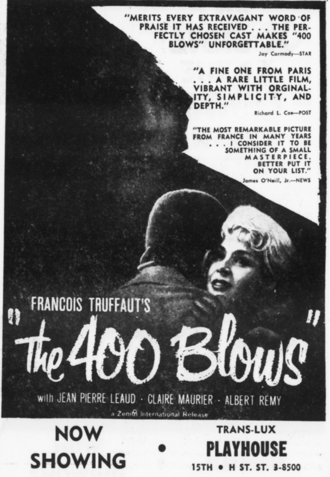 "MERITS EVERY EXTRAVAGANT WORD OF
PRAISE IT HAS RECEIVED . . . THE PER-
FECTLY CHOSEN CAST MAKES "400
BLOWS" UNFORGETTABLE."
Jay Carmody—STAR
"A FINE ONE FROM PARIS
. . . A RARE LITTLE FILM,
VIBRANT WITH ORGINAL-
ITY, SIMPLICITY, AND
DEPTH."
Richard L. Coe—POST
"THE MOST REMARKABLE PICTURE
FROM FRANCE IN MANY YEARS
. . . I CONSIDER IT TO BE
SOMETHING OF A SMALL
MASTERPIECE.
BETTER PUT IT
ON YOUR LIST."
James O'Neill, Jr.—NEWS
FRANCOIS TRUFFAUT'S
"The 400 Blows"
with JEAN PIERRE LEAUD · CLAIRE MAURIER · ALBERT REMY
a Zenith International Release
NOW
SHOWING
•
TRANS-LUX
PLAYHOUSE
15TH • H ST. ST. 3-8500